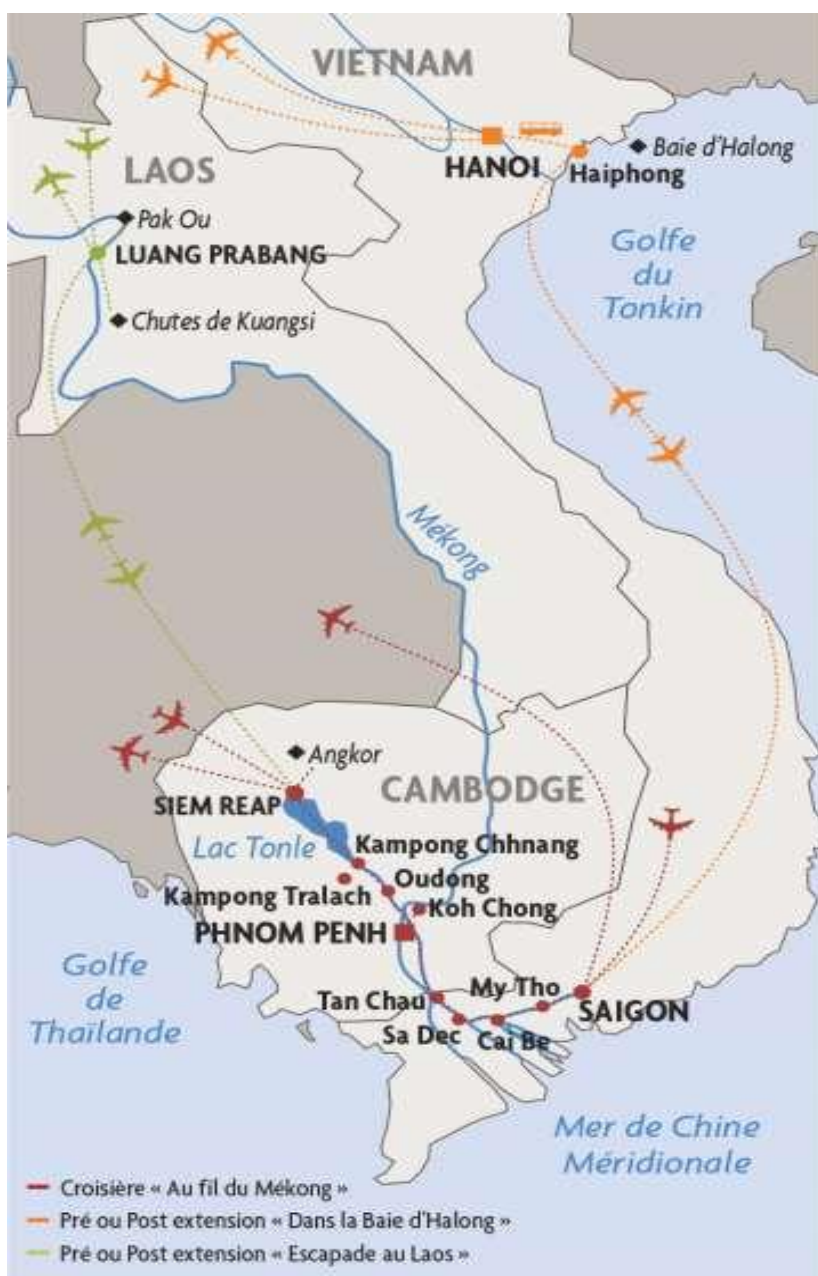 VIETNAM
HANOI
Haiphong
Baie d'Halong
LAOS
Pak Ou
LUANG PRABANG
Chutes de Kuangsi
Golfe
du
Tonkin
Mékong
Angkor
SIEM REAP
CAMBODGE
Lac Tonle
Kampong Chhnang
Kampong Tralach
Oudong
Koh Chong
PHNOM PENH
Golfe
de
Thaïlande
Tan Chau
My Tho
SAIGON
Sa Dec
Cai Be
Mer de Chine
Méridionale
Croisière « Au fil du Mékong »
Pré ou Post extension « Dans la Baie d'Halong »
Pré ou Post extension « Escapade au Laos »